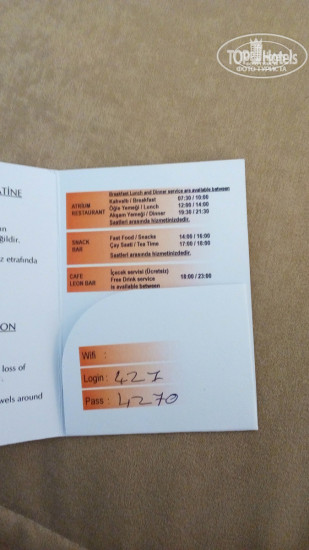 TOP Hotels
ФОТО ТУРИСТА
TİNE
ğildir.
z etrafında
ON
loss of
wels around
Breakfast Lunch and Dinner service are available between
ATRIUM RESTAURANT
Kahvaltı / Breakfast 07:30 / 10:00
Öğle Yemeği / Lunch 12:00 / 14:00
Akşam Yemeği / Dinner 19:30 / 21:30
Saatleri arasında hizmetinizdedir.
SNACK BAR
Fast Food / Snacks 14:00 / 16:00
Çay Saati / Tea Time 17:00 / 18:00
Saatleri arasında hizmetinizdedir.
CAFE LEON BAR
İçecek servisi (Ücretsiz)
Free Drink service 10:00 / 23:00
is available between
Wifi :
Login : 427
Pass : 4270